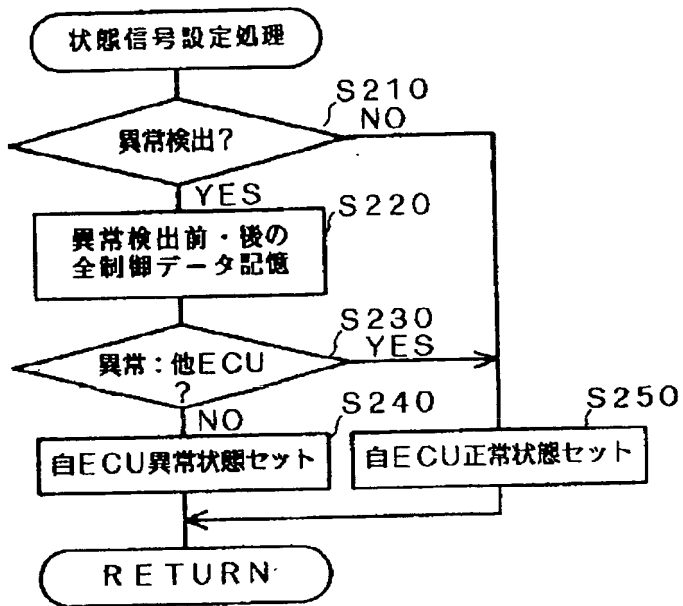 状態信号設定処理
S210
NO
異常検出?
YES
S220
異常検出前・後の
全制御データ記憶
S230
YES
異常:他ECU
?
NO
S240
S250
自ECU異常状態セット
自ECU正常状態セット
RETURN